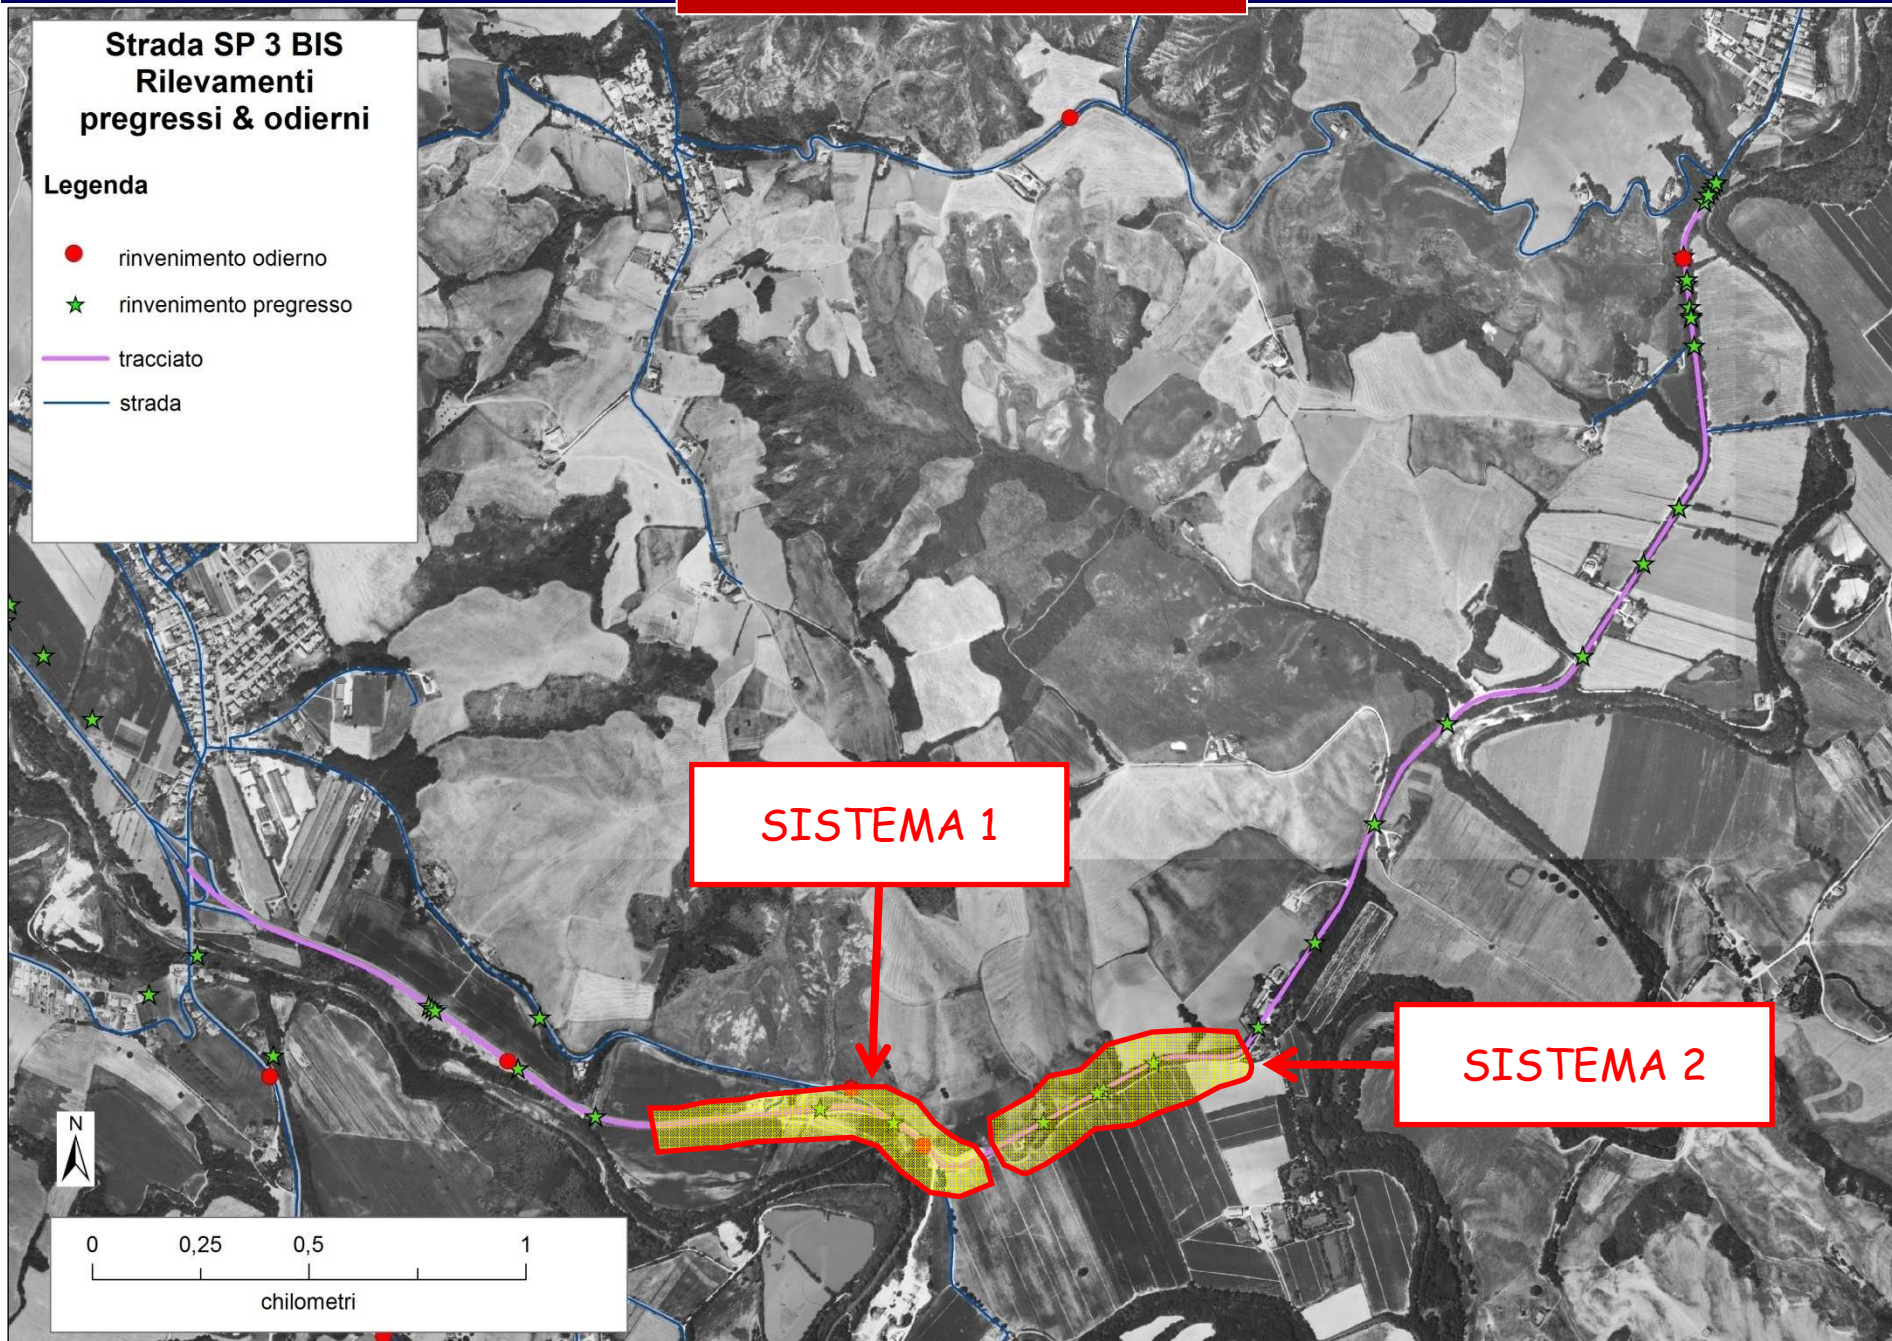 Strada SP 3 BIS
Rilevamenti
pregressi & odierni
Legenda
rinvenimento odierno
rinvenimento pregresso
tracciato
strada
SISTEMA 1
SISTEMA 2
N
0 0,25 0,5 1
chilometri